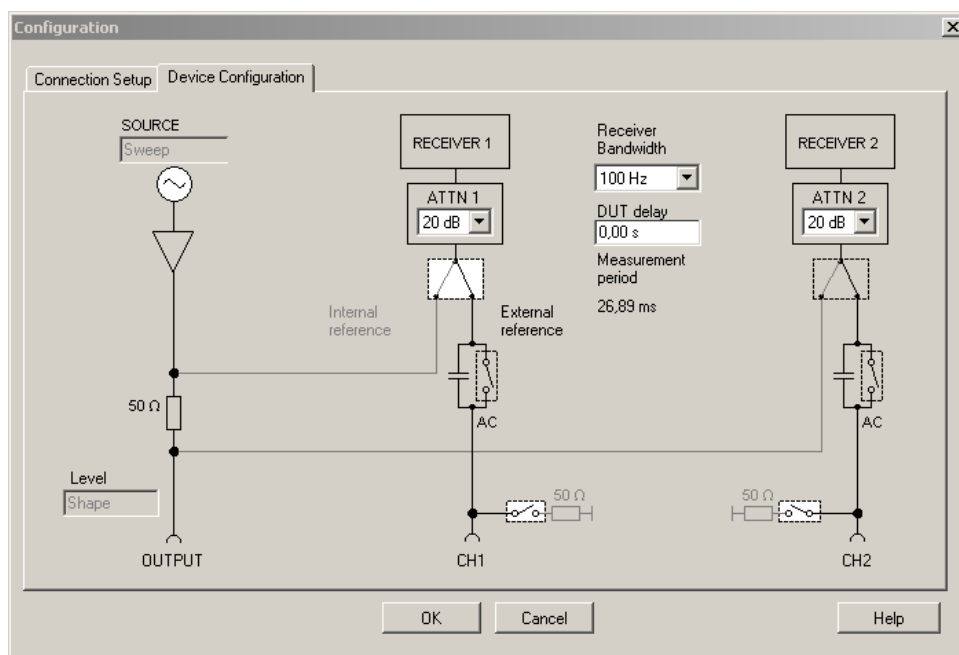 Configuration
Connection Setup
Device Configuration
SOURCE
Sweep
RECEIVER 1
ATTN 1
20 dB
Receiver
Bandwidth
100 Hz
DUT delay
0,00 s
Measurement
period
26,89 ms
RECEIVER 2
ATTN 2
20 dB
Internal
reference
External
reference
50 Ω
AC
AC
Level
Shape
50 Ω
50 Ω
OUTPUT
CH1
CH2
OK
Cancel
Help